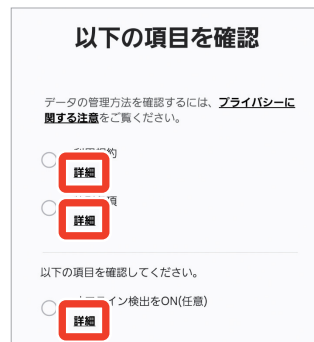 以下の項目を確認
データの管理方法を確認するには、プライバシーに
関する注意をご覧ください。
詳細
詳細
以下の項目を確認してください。
イン検出をON(任意)
詳細